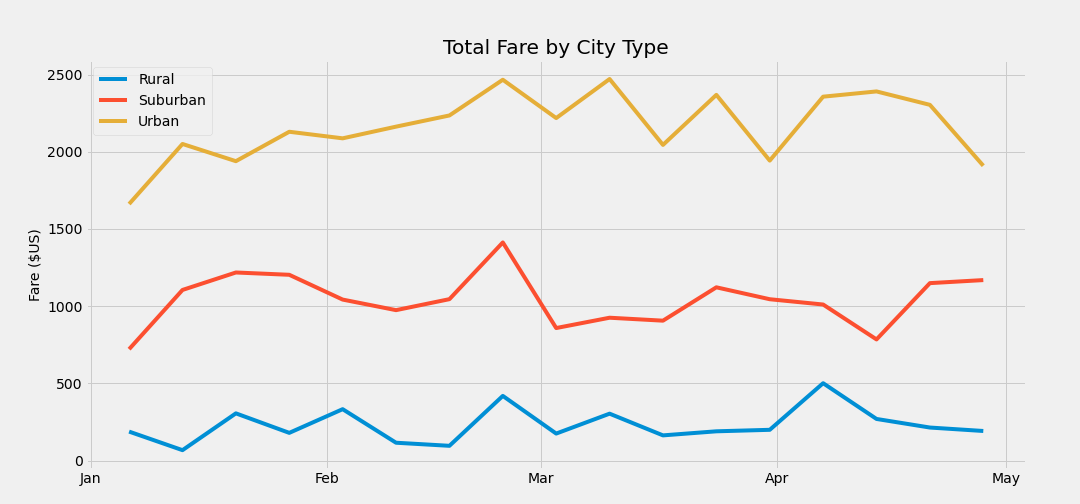 Total Fare by City Type
Rural
Suburban
Urban
Fare ($US)
2500
2000
1500
1000
500
0
Jan Feb Mar Apr May